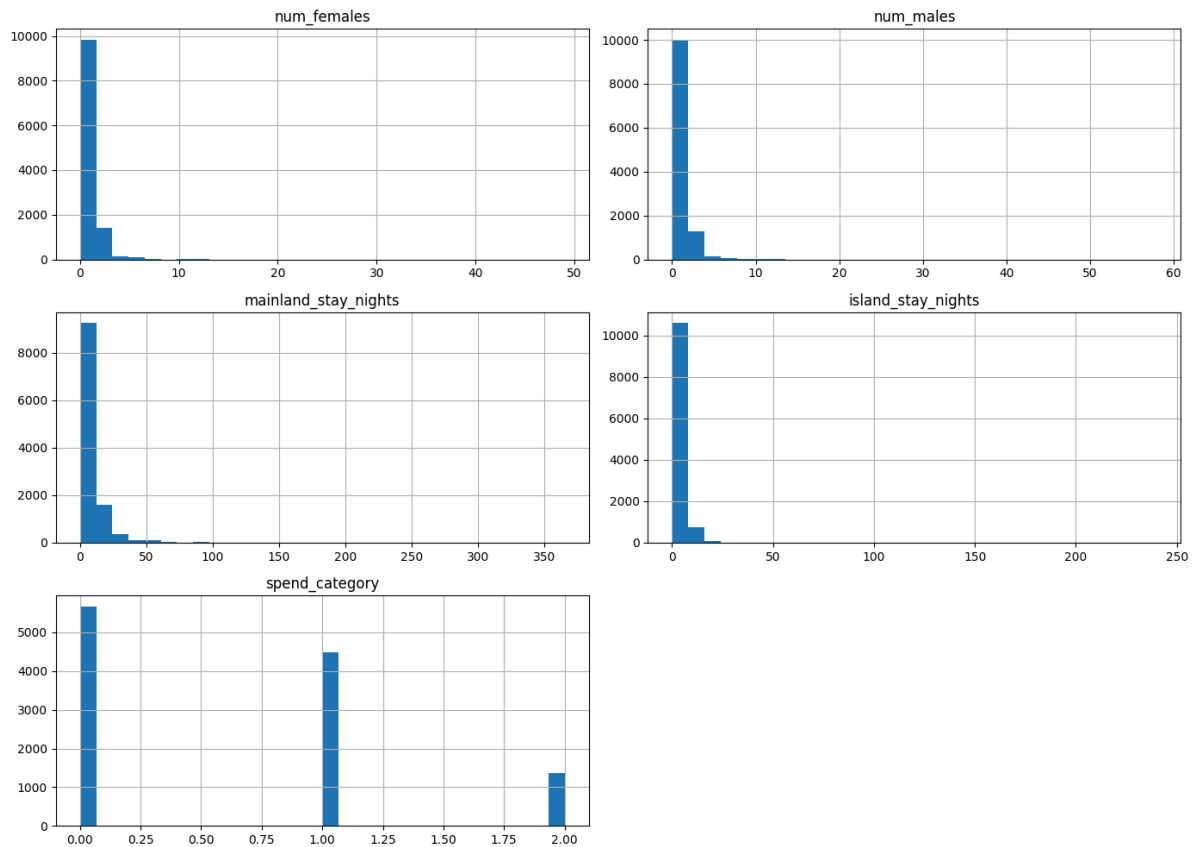 num_females
10000
8000
6000
4000
2000
0
0 10 20 30 40 50
num_males
10000
8000
6000
4000
2000
0
0 10 20 30 40 50 60
mainland_stay_nights
8000
6000
4000
2000
0
0 50 100 150 200 250 300 350
island_stay_nights
10000
8000
6000
4000
2000
0
0 50 100 150 200 250
spend_category
5000
4000
3000
2000
1000
0
0.00 0.25 0.50 0.75 1.00 1.25 1.50 1.75 2.00